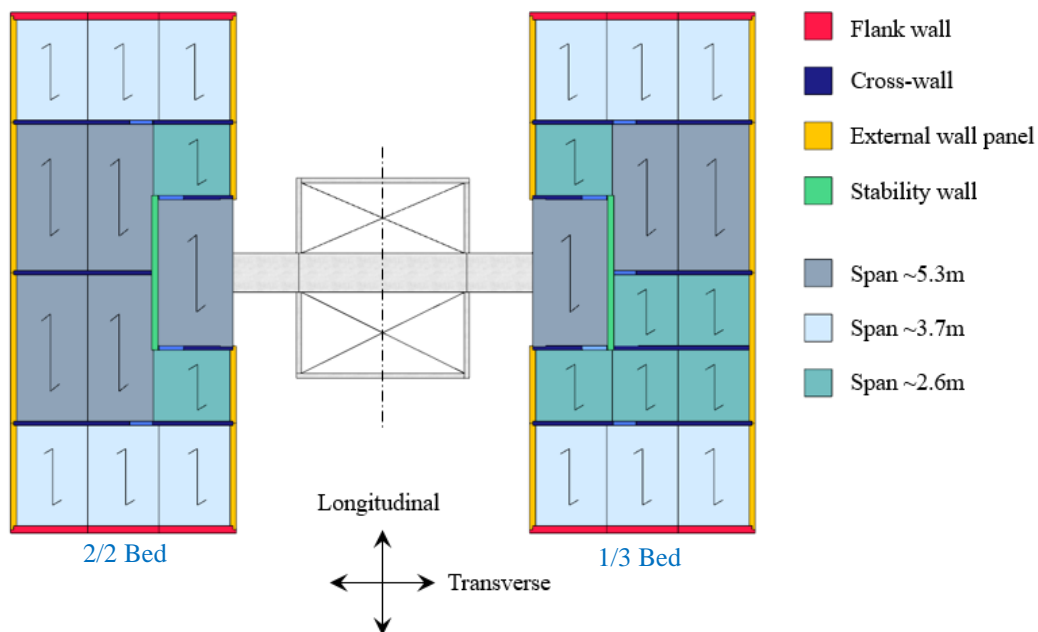 Flank wall
Cross-wall
External wall panel
Stability wall
Span ~5.3m
Span ~3.7m
Span ~2.6m
Longitudinal
Transverse
2/2 Bed
1/3 Bed